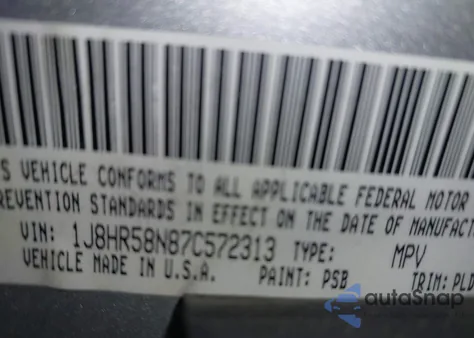 S VEHICLE CONFORMS TO ALL APPLICABLE FEDERAL MOTOR
REVENTION STANDARDS IN EFFECT ON THE DATE OF MANUFACT
VIN: 1J8HR58N87C572313 TYPE: MPV
VEHICLE MADE IN U.S.A. PAINT: PSB TRIM: PLD
autoSnap